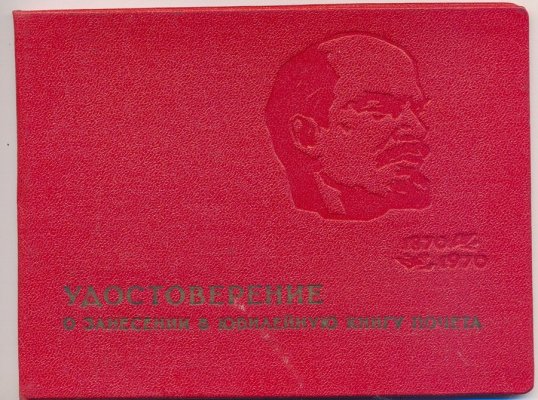 1870
1970
УДОСТОВЕРЕНИЕ
О ЗАНЕСЕНИИ В ЮБИЛЕЙНУЮ КНИГУ ПОЧЕТА